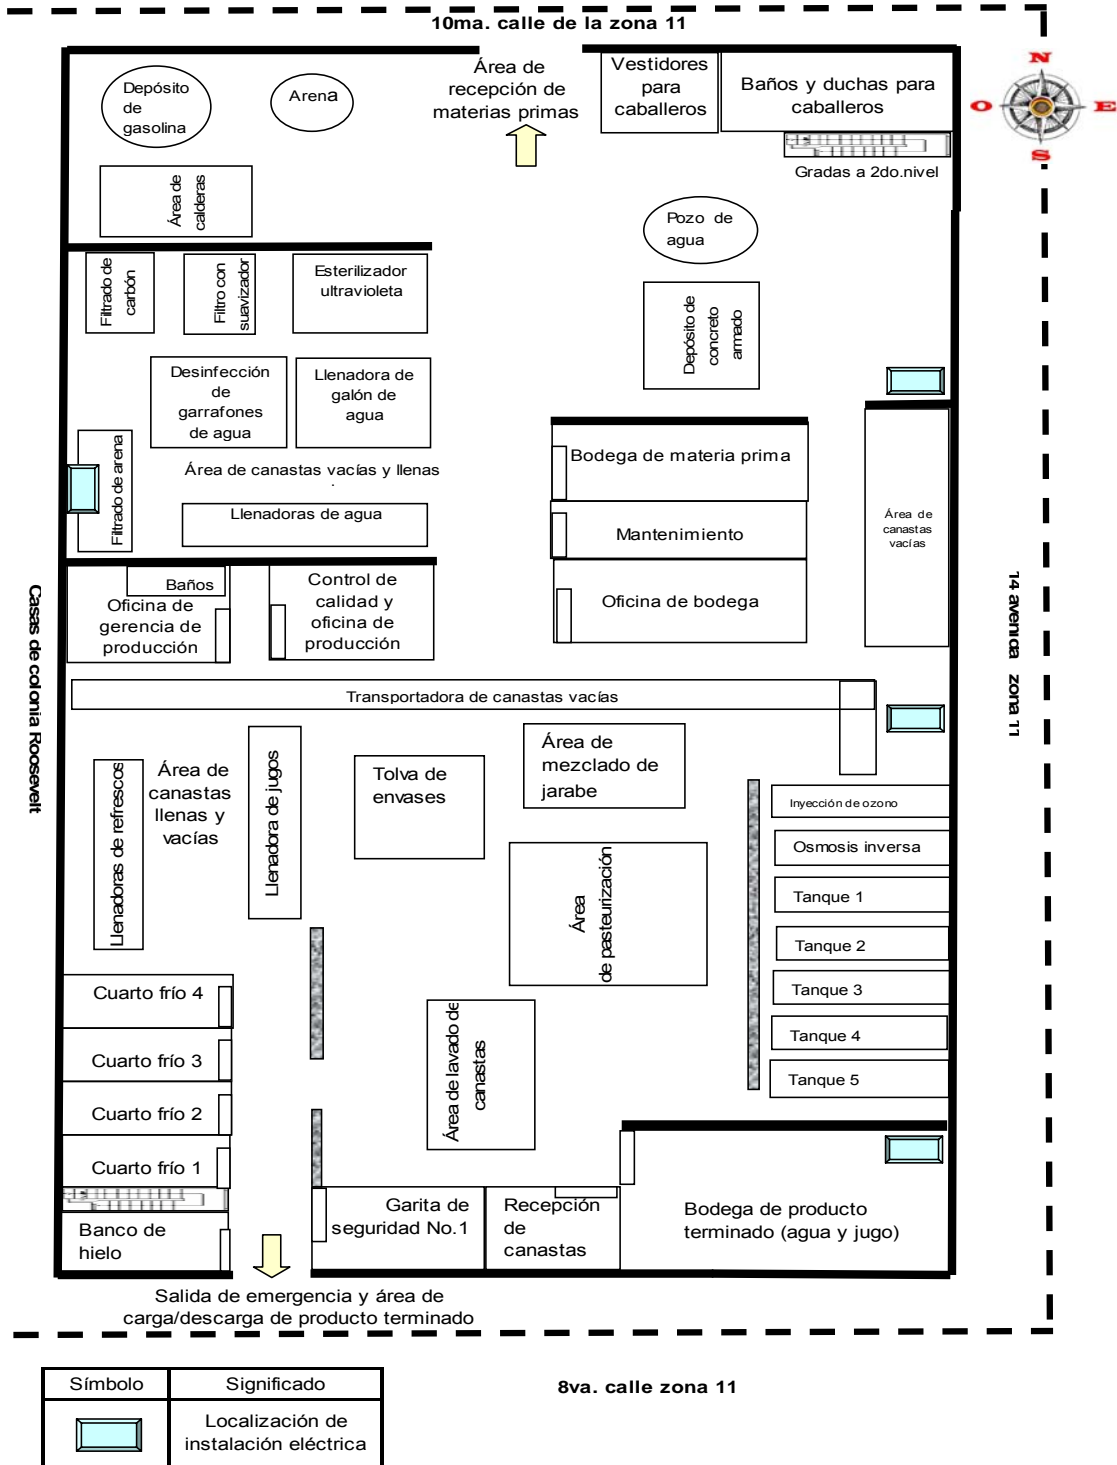 10ma. calle de la zona 11
Depósito
de
gasolina
Arena
Área de
recepción de
materias primas
Vestidores
para
caballeros
Baños y duchas para
caballeros
N
O
E
S
Gradas a 2do.nivel
Área de
calderas
Pozo de
agua
Filtrado de
carbón
Filtro con
suavizador
Esterilizador
ultravioleta
Depósito de
concreto
armado
Desinfección
de
garrafones
de agua
Llenadora de
galón de
agua
Filtrado de arena
Área de canastas vacías y llenas
.
Llenadoras de agua
Bodega de materia prima
Mantenimiento
Oficina de bodega
Área de
canastas
vacías
Baños
Oficina de
gerencia de
producción
Control de
calidad y
oficina de
producción
Casas de colonia Roosevelt
14 avenida zona 11
Transportadora de canastas vacías
Llenadoras de refrescos
Área de
canastas
llenas y
vacías
Llenadora de jugos
Tolva de
envases
Área de
mezclado de
jarabe
Inyección de ozono
Osmosis inversa
Área
de pasteurización
Tanque 1
Tanque 2
Tanque 3
Tanque 4
Tanque 5
Cuarto frío 4
Cuarto frío 3
Cuarto frío 2
Cuarto frío 1
Área de lavado de
canastas
Banco de
hielo
Garita de
seguridad No.1
Recepción
de
canastas
Bodega de producto
terminado (agua y jugo)
Salida de emergencia y área de
carga/descarga de producto terminado
8va. calle zona 11
Símbolo
Significado
Localización de
instalación eléctrica